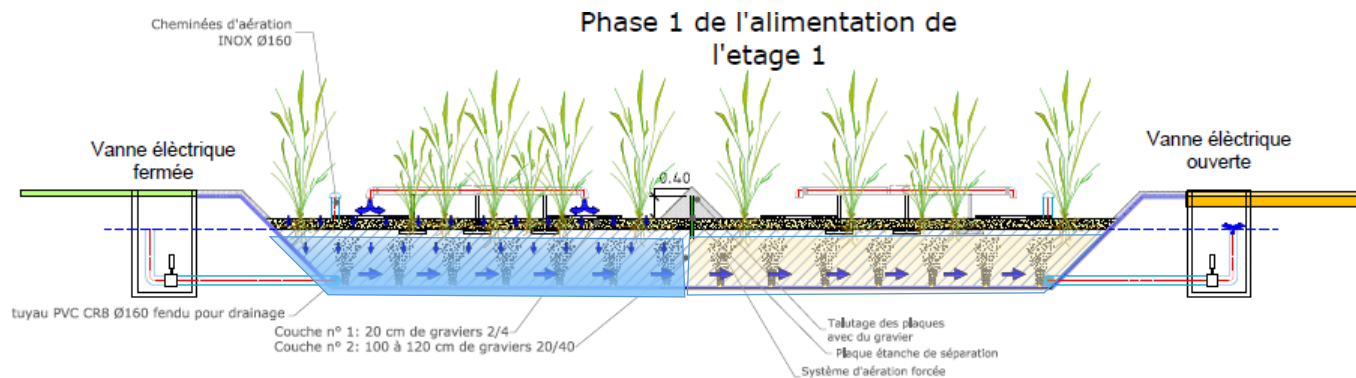 Phase 1 de l'alimentation de
l'etage 1
Cheminées d'aération
INOX Ø160
Vanne élèctrique
fermée
Vanne élèctrique
ouverte
0.40
tuyau PVC CR8 Ø160 fendu pour drainage
Couche n° 1: 20 cm de graviers 2/4
Couche n° 2: 100 à 120 cm de graviers 20/40
Talutage des plaques
avec du gravier
Plaque étanche de séparation
Système d'aération forcée